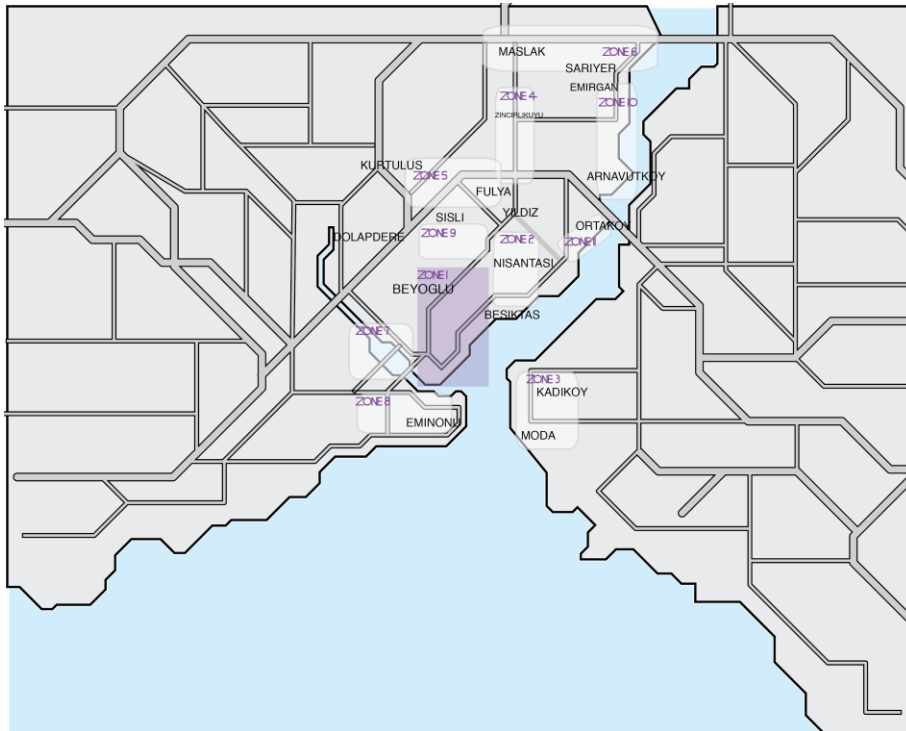 MASLAK
ZONE 6
SARIYER
EMIRGAN
ZONE 4
ZONE 10
ZINCIRLIKUYU
KURTULUS
ZONE 5
ARNAVUTKOY
FULYA
SISLI
YILDIZ
ORTAKOY
DOLAPDERE
ZONE 9
ZONE 2
ZONE 11
NISANTASI
ZONE 1
BEYOGLU
BESIKTAS
ZONE 7
ZONE 3
KADIKOY
ZONE 8
EMINONU
MODA